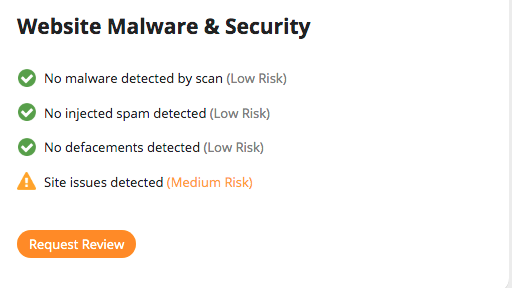 Website Malware & Security
No malware detected by scan (Low Risk)
No injected spam detected (Low Risk)
No defacements detected (Low Risk)
Site issues detected (Medium Risk)
Request Review